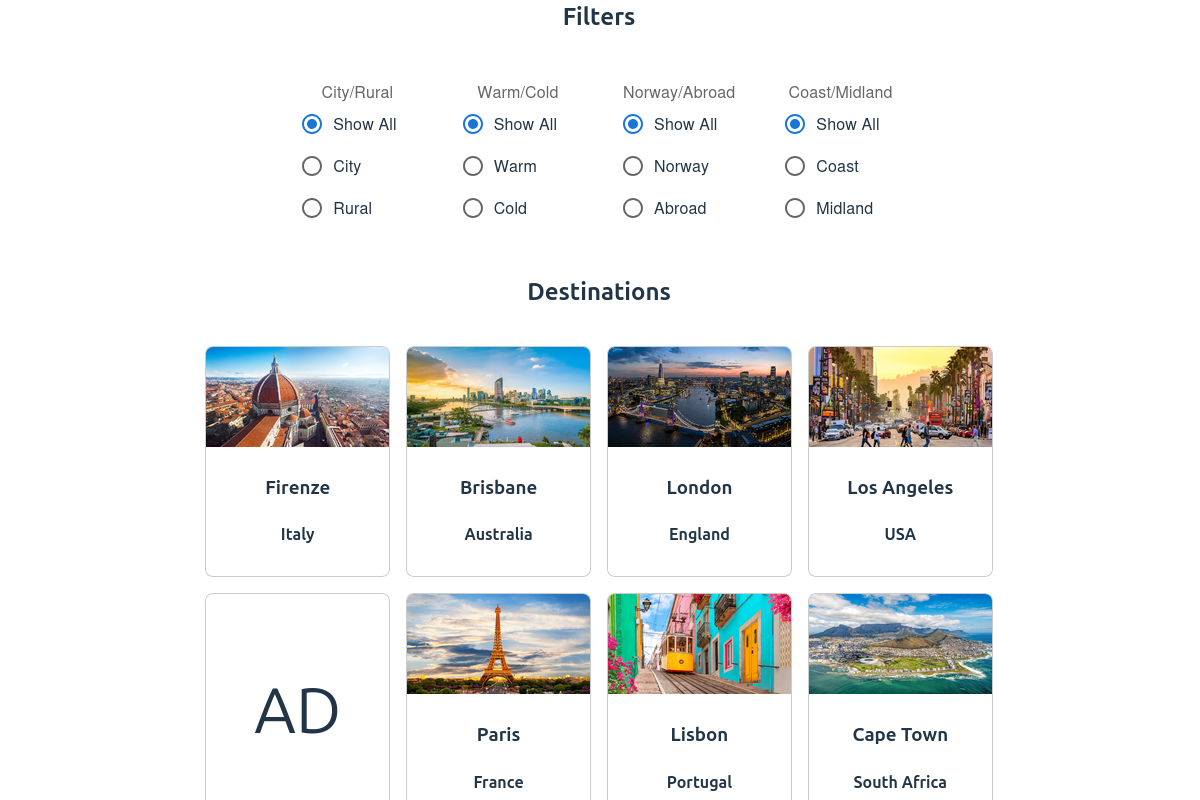 Filters
City/Rural Warm/Cold Norway/Abroad Coast/Midland
Show All Show All Show All Show All
City Warm Norway Coast
Rural Cold Abroad Midland
Destinations
Firenze Brisbane London Los Angeles
Italy Australia England USA
AD
Paris Lisbon Cape Town
France Portugal South Africa